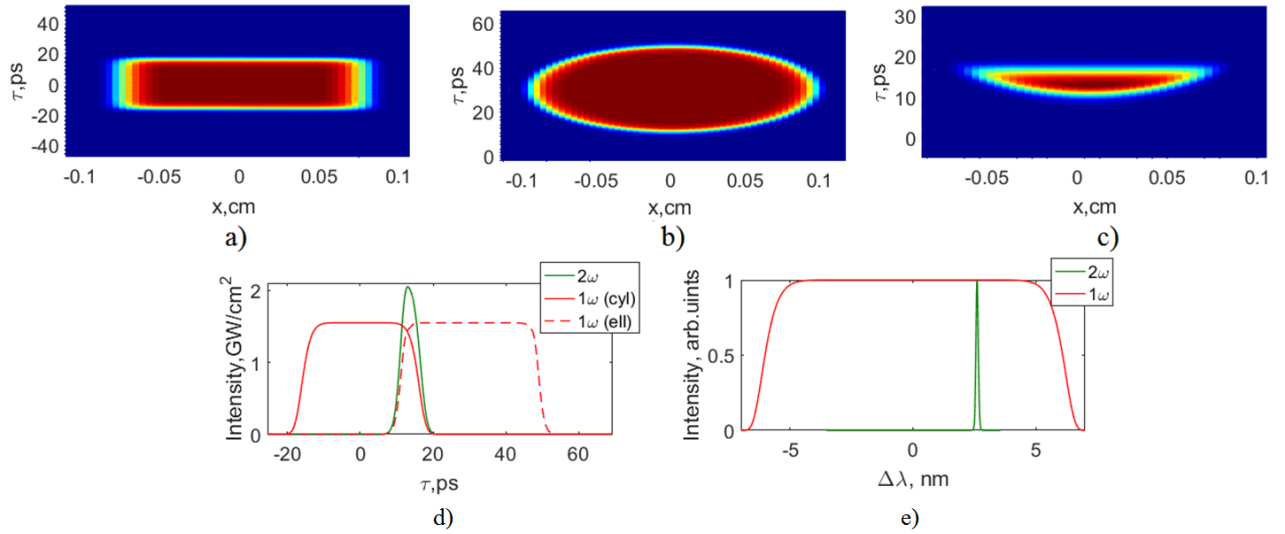 40
20
0
-20
-40
τ,ps
-0.1 -0.05 0 0.05 0.1
x,cm
a)
60
40
20
0
τ,ps
-0.1 -0.05 0 0.05 0.1
x,cm
b)
30
20
10
0
τ,ps
-0.05 0 0.05 0.1
x,cm
c)
2ω
1ω (cyl)
1ω (ell)
2
1
0
Intensity,GW/cm²
-20 0 20 40 60
τ,ps
d)
2ω
1ω
1
0.5
0
Intensity, arb.uints
-5 0 5
Δλ, nm
e)